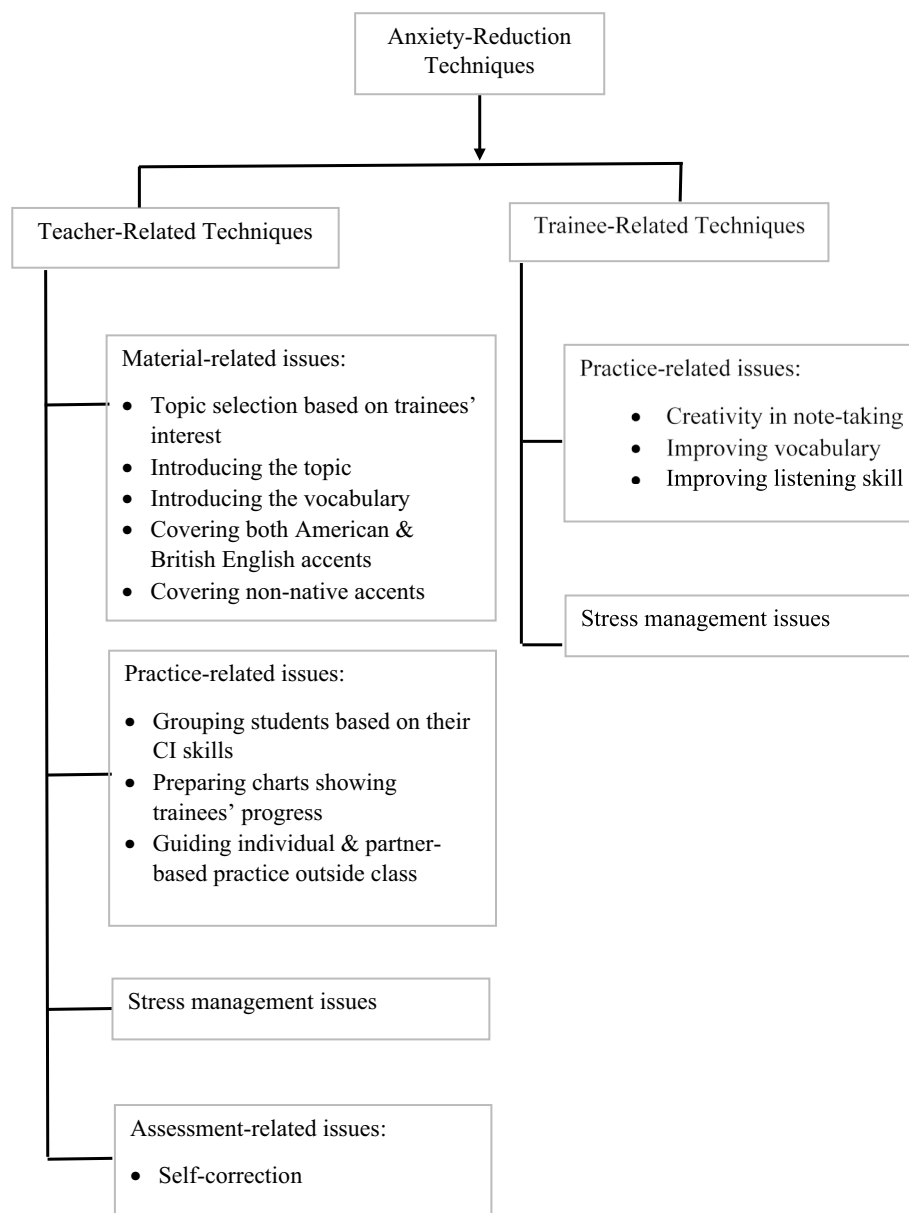 Anxiety-Reduction
Techniques
Teacher-Related Techniques
Trainee-Related Techniques
Material-related issues:
• Topic selection based on trainees’
interest
• Introducing the topic
• Introducing the vocabulary
• Covering both American &
British English accents
• Covering non-native accents
Practice-related issues:
• Grouping students based on their
CI skills
• Preparing charts showing
trainees’ progress
• Guiding individual & partner-
based practice outside class
Stress management issues
Assessment-related issues:
• Self-correction
Practice-related issues:
• Creativity in note-taking
• Improving vocabulary
• Improving listening skill
Stress management issues